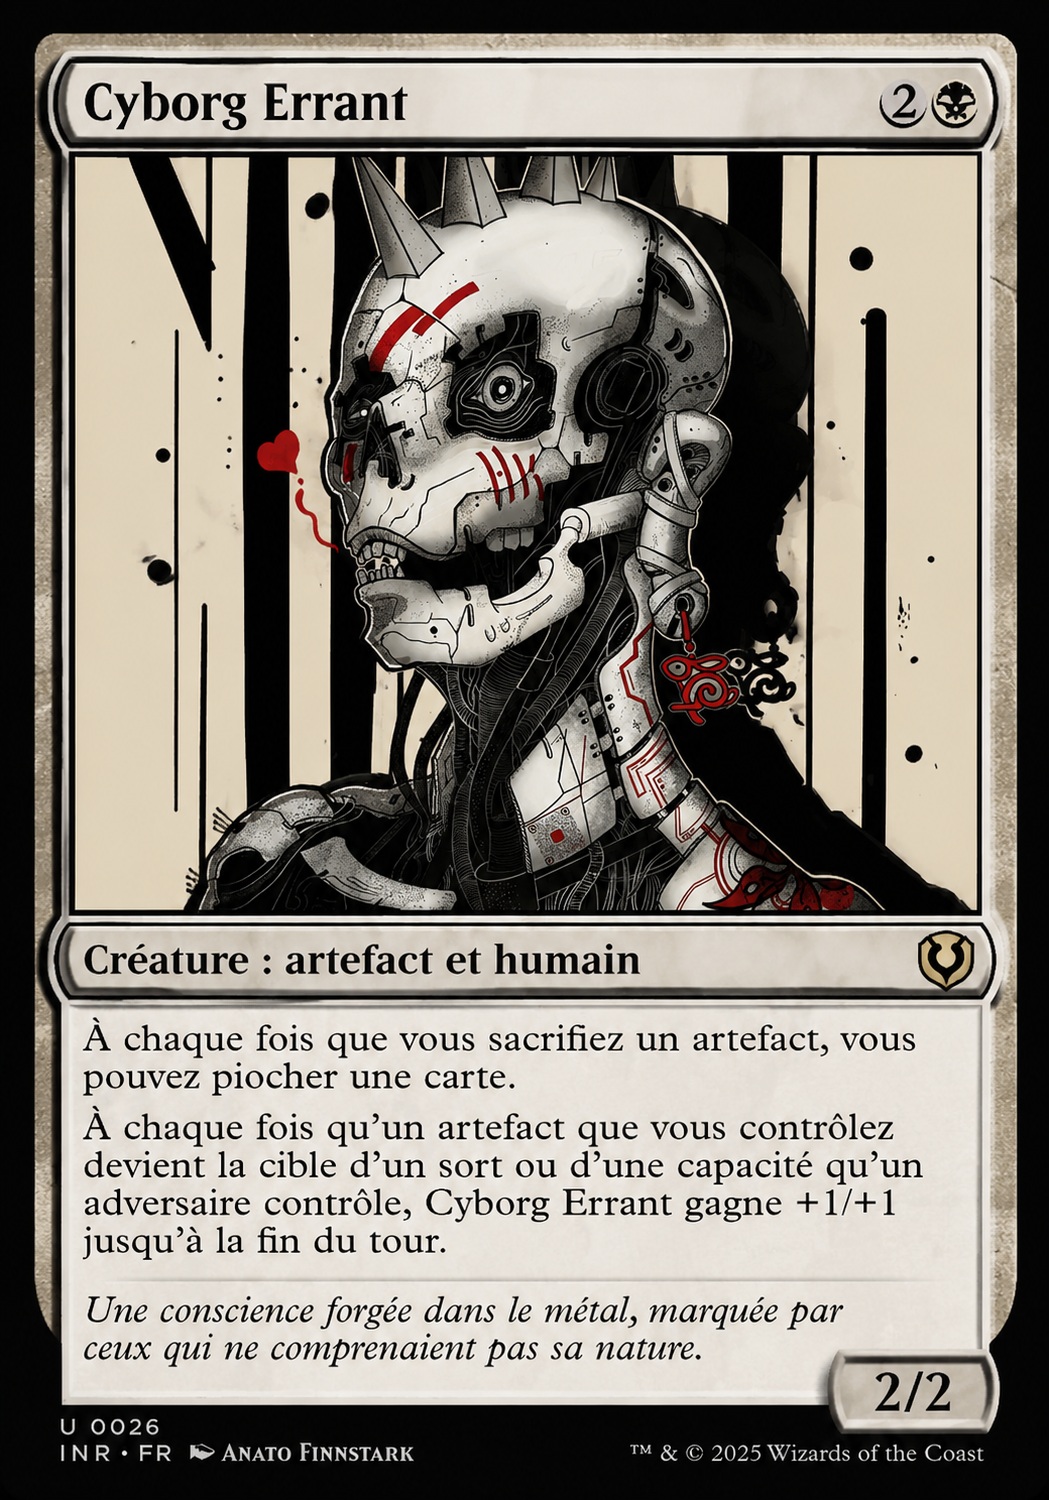 Cyborg Errant
2
Créature : artefact et humain
À chaque fois que vous sacrifiez un artefact, vous
pouvez piocher une carte.
À chaque fois qu'un artefact que vous contrôlez
devient la cible d'un sort ou d'une capacité qu'un
adversaire contrôle, Cyborg Errant gagne +1/+1
jusqu'à la fin du tour.
Une conscience forgée dans le métal, marquée par
ceux qui ne comprenaient pas sa nature.
2/2
U 0026
INR • FR ANATO FINNSTARK
™ & © 2025 Wizards of the Coast